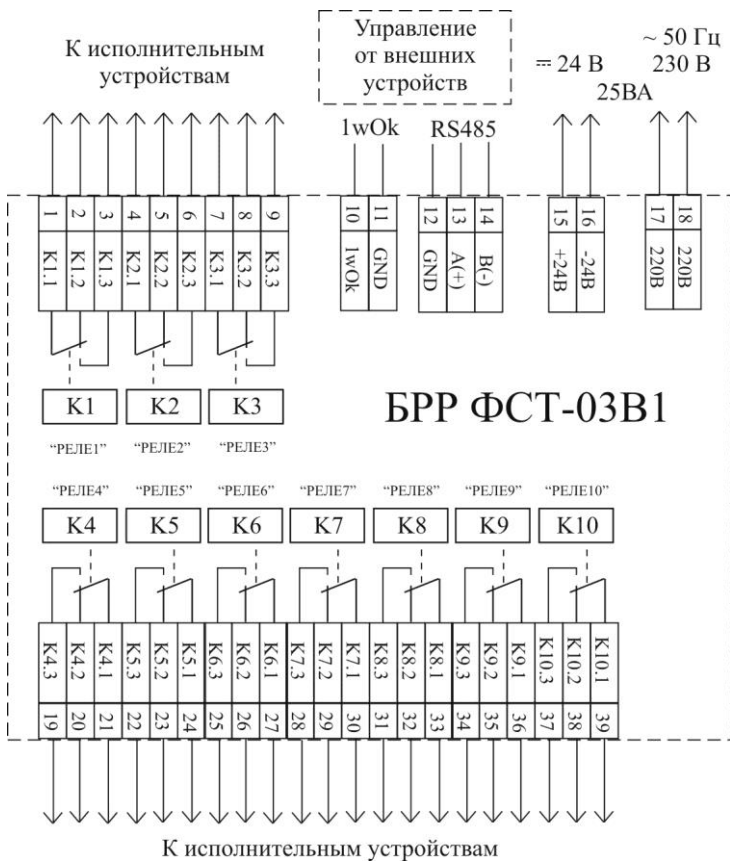 К исполнительным
устройствам
Управление
от внешних
устройств
1wOk
RS485
⎓ 24 В
25ВА
~ 50 Гц
230 В
1 2 3 4 5 6 7 8 9
K1.1 K1.2 K1.3 K2.1 K2.2 K2.3 K3.1 K3.2 K3.3
10 11
1wOk GND
12 13 14
GND A(+) B(-)
15 16
+24В -24В
17 18
220В 220В
K1 K2 K3
“РЕЛЕ1” “РЕЛЕ2” “РЕЛЕ3”
БРР ФСТ-03В1
“РЕЛЕ4” “РЕЛЕ5” “РЕЛЕ6” “РЕЛЕ7” “РЕЛЕ8” “РЕЛЕ9” “РЕЛЕ10”
K4 K5 K6 K7 K8 K9 K10
K4.3 K4.2 K4.1 K5.3 K5.2 K5.1 K6.3 K6.2 K6.1 K7.3 K7.2 K7.1 K8.3 K8.2 K8.1 K9.3 K9.2 K9.1 K10.3 K10.2 K10.1
19 20 21 22 23 24 25 26 27 28 29 30 31 32 33 34 35 36 37 38 39
К исполнительным устройствам